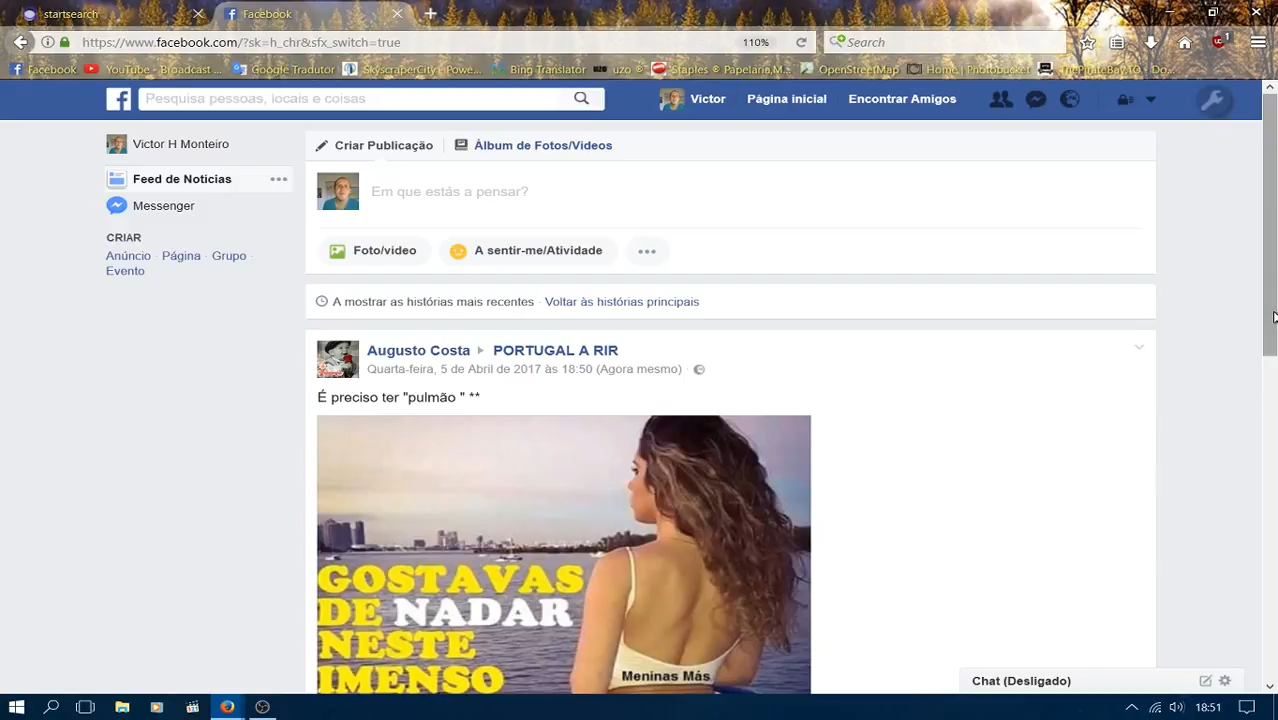 startsearch
Facebook
https://www.facebook.com/?sk=h_chr&sfx_switch=true
110%
Search
Facebook
YouTube - Broadcast ...
Google Tradutor
SkyscraperCity - Powe...
Bing Translator
uzo ®
Staples ® Papelaria,M...
OpenStreetMap
Home | Photobucket
ThePirateBay.TO - Do...
Pesquisa pessoas, locais e coisas
Victor
Página inicial
Encontrar Amigos
Victor H Monteiro
Feed de Notícias
Messenger
CRIAR
Anúncio · Página · Grupo ·
Evento
Criar Publicação
Álbum de Fotos/Vídeos
Em que estás a pensar?
Foto/vídeo
A sentir-me/Atividade
A mostrar as histórias mais recentes · Voltar às histórias principais
Augusto Costa ▸ PORTUGAL A RIR
Quarta-feira, 5 de Abril de 2017 às 18:50 (Agora mesmo) ·
É preciso ter "pulmão " **
GOSTAVAS
DE NADAR
NESTE
IMENSO
Meninas Más
Chat (Desligado)
18:51